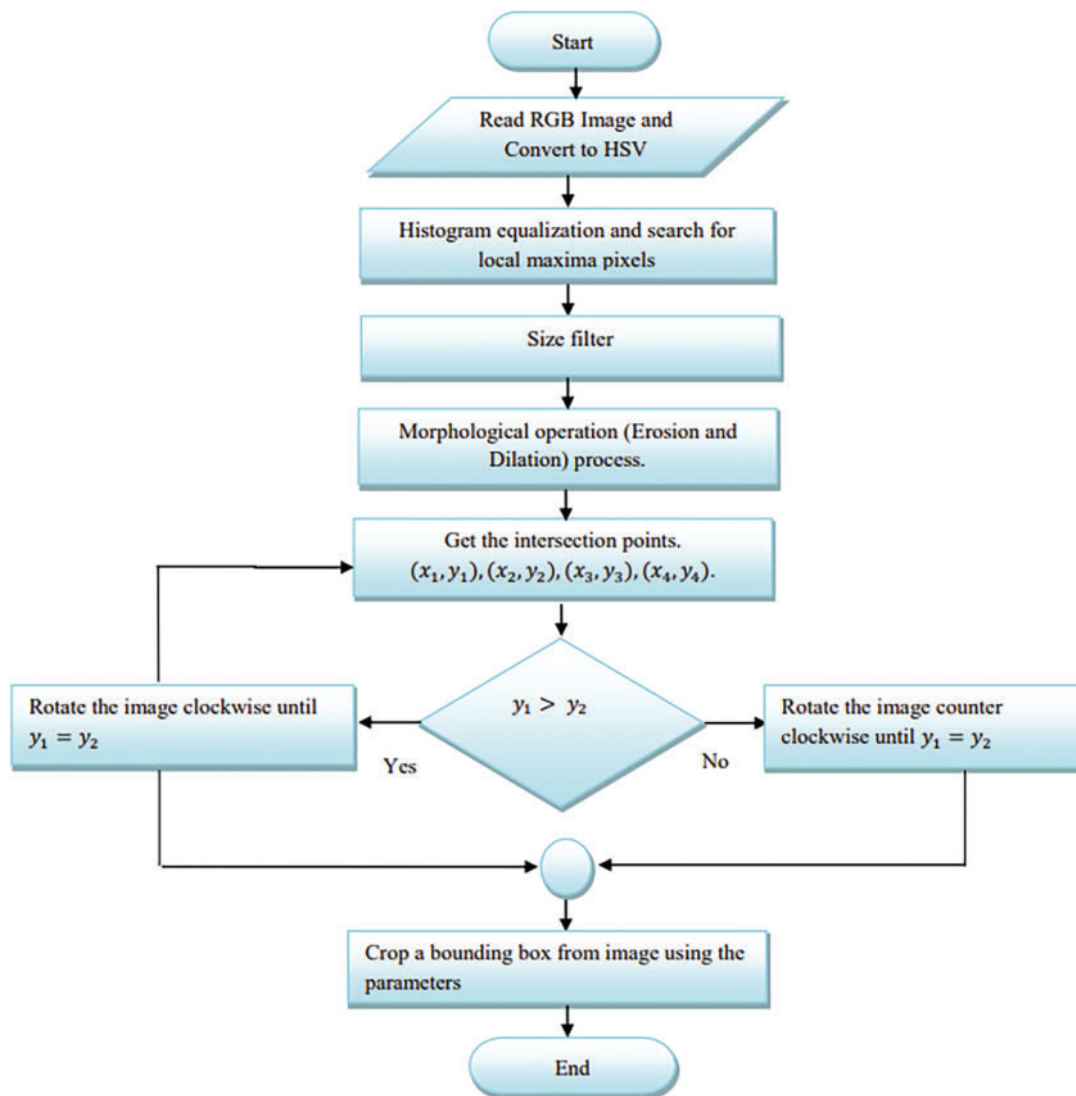 Start
Read RGB Image and
Convert to HSV
Histogram equalization and search for
local maxima pixels
Size filter
Morphological operation (Erosion and
Dilation) process.
Get the intersection points.
(x₁, y₁), (x₂, y₂), (x₃, y₃), (x₄, y₄).
y₁ > y₂
Rotate the image clockwise until
y₁ = y₂
Yes
No
Rotate the image counter
clockwise until y₁ = y₂
Crop a bounding box from image using the
parameters
End